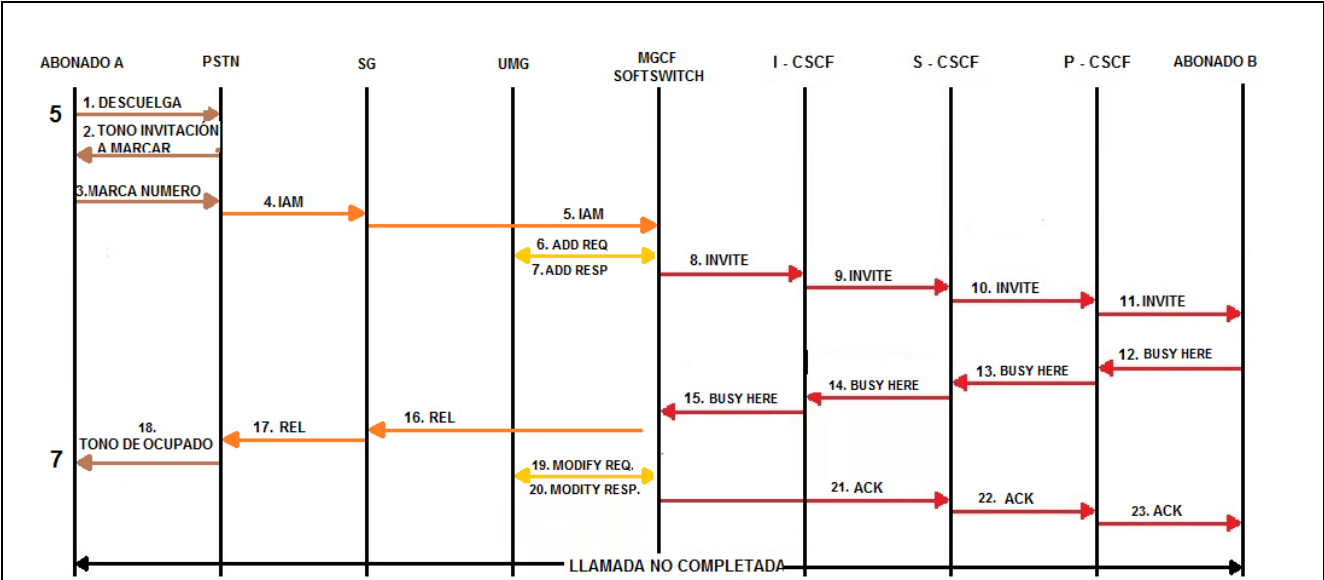 ABONADO A
PSTN
SG
UMG
MGCF
SOFTSWITCH
I - CSCF
S - CSCF
P - CSCF
ABONADO B
5
1. DESCUELGA
2. TONO INVITACIÓN
A MARCAR
3.MARCA NUMERO
4. IAM
5. IAM
6. ADD REQ
7. ADD RESP
8. INVITE
9. INVITE
10. INVITE
11. INVITE
12. BUSY HERE
13. BUSY HERE
14. BUSY HERE
15. BUSY HERE
16. REL
17. REL
18.
TONO DE OCUPADO
7
19. MODIFY REQ.
20. MODITY RESP.
21. ACK
22. ACK
23. ACK
LLAMADA NO COMPLETADA